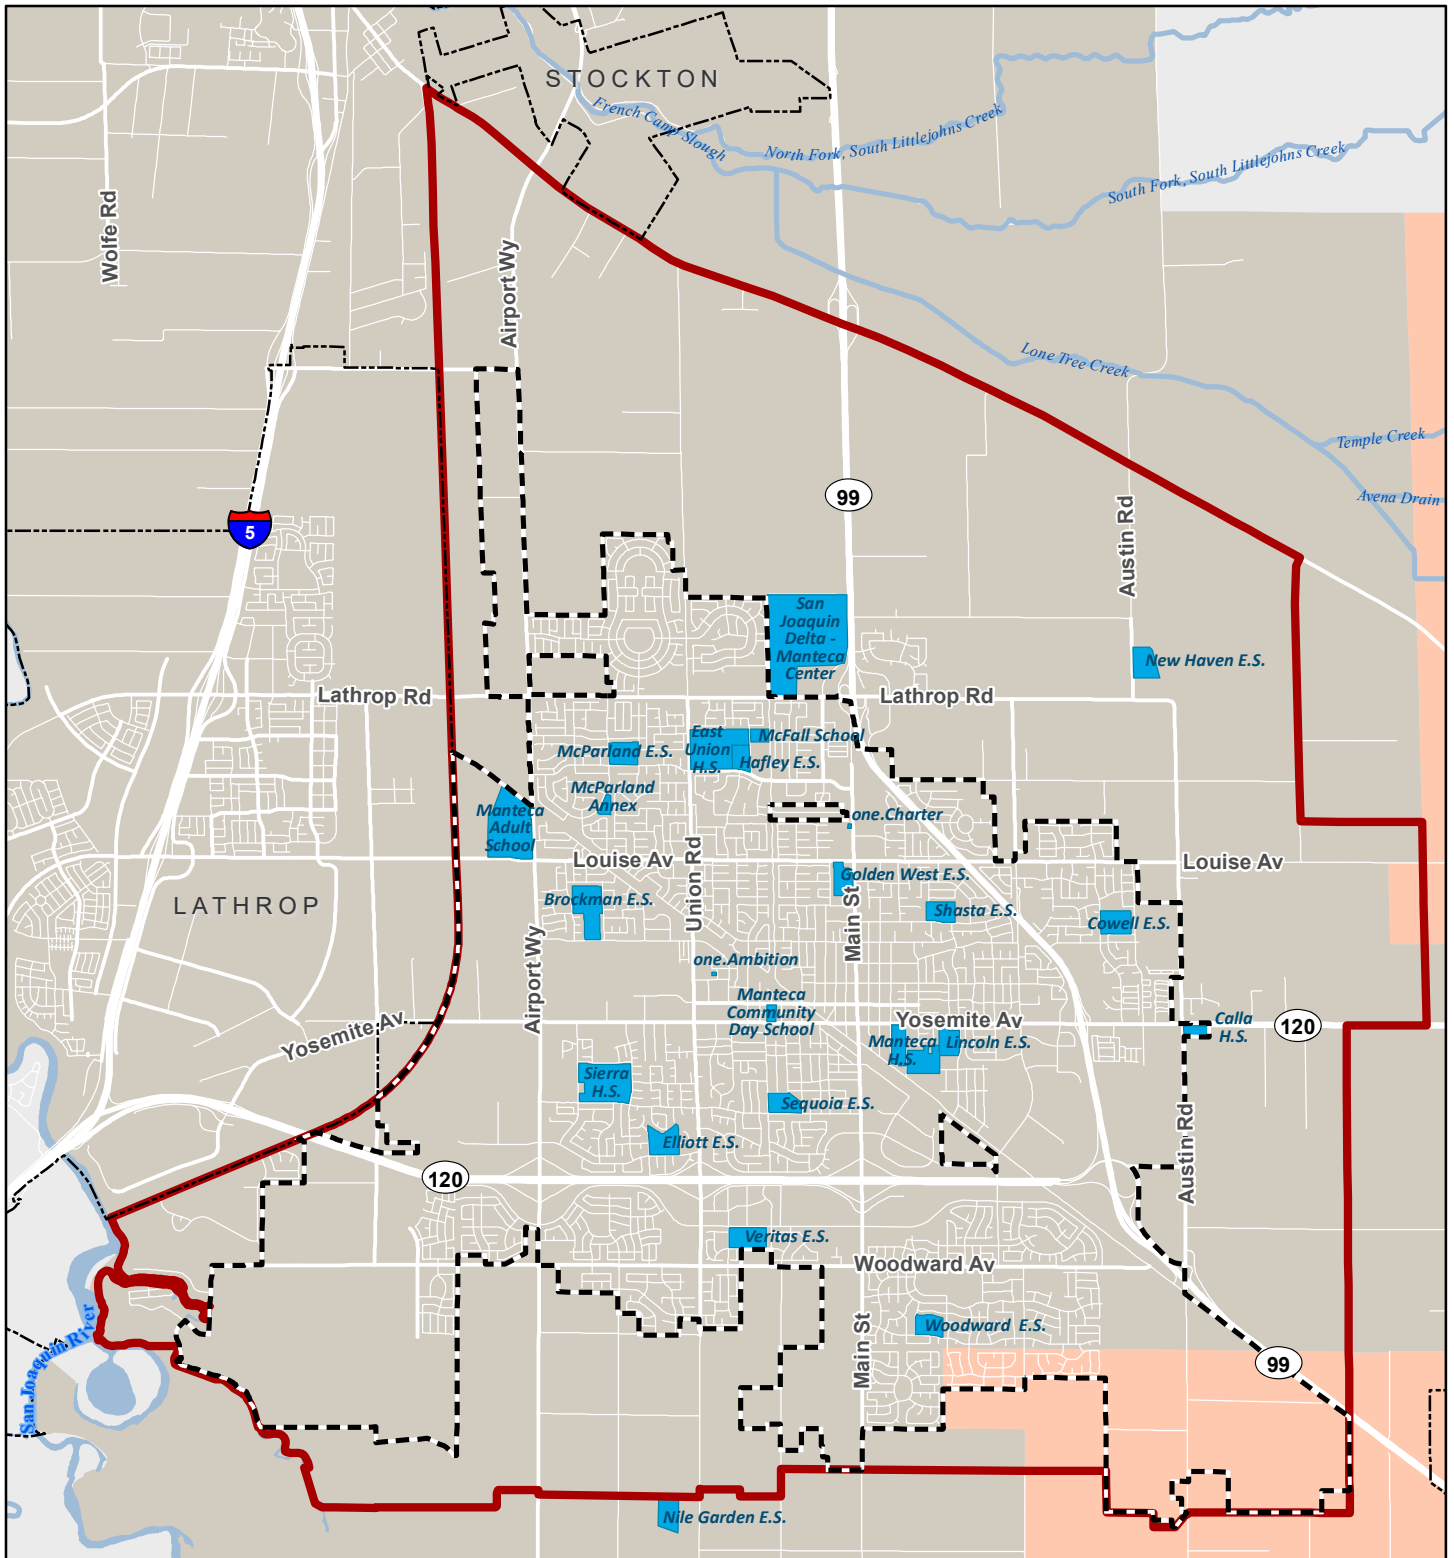 STOCKTON
French Camp Slough
North Fork, South Littlejohns Creek
South Fork, South Littlejohns Creek
Wolfe Rd
Airport Wy
Lone Tree Creek
Temple Creek
Avena Drain
99
5
Austin Rd
San
Joaquin
Delta -
Manteca
Center
New Haven E.S.
Lathrop Rd
Lathrop Rd
McParland E.S.
East
Union
H.S.
McFall School
Hafley E.S.
McParland
Annex
Manteca
Adult
School
one.Charter
Louise Av
Louise Av
Union Rd
Golden West E.S.
Main St
Brockman E.S.
Shasta E.S.
Cowell E.S.
LATHROP
Airport Wy
one.Ambition
Manteca
Community
Day School
Yosemite Av
Yosemite Av
120
Calla
H.S.
Manteca
H.S.
Lincoln E.S.
Sierra
H.S.
Sequoia E.S.
Elliott E.S.
Austin Rd
120
Veritas E.S.
Woodward Av
San Joaquin River
Woodward E.S.
Main St
99
Nile Garden E.S.